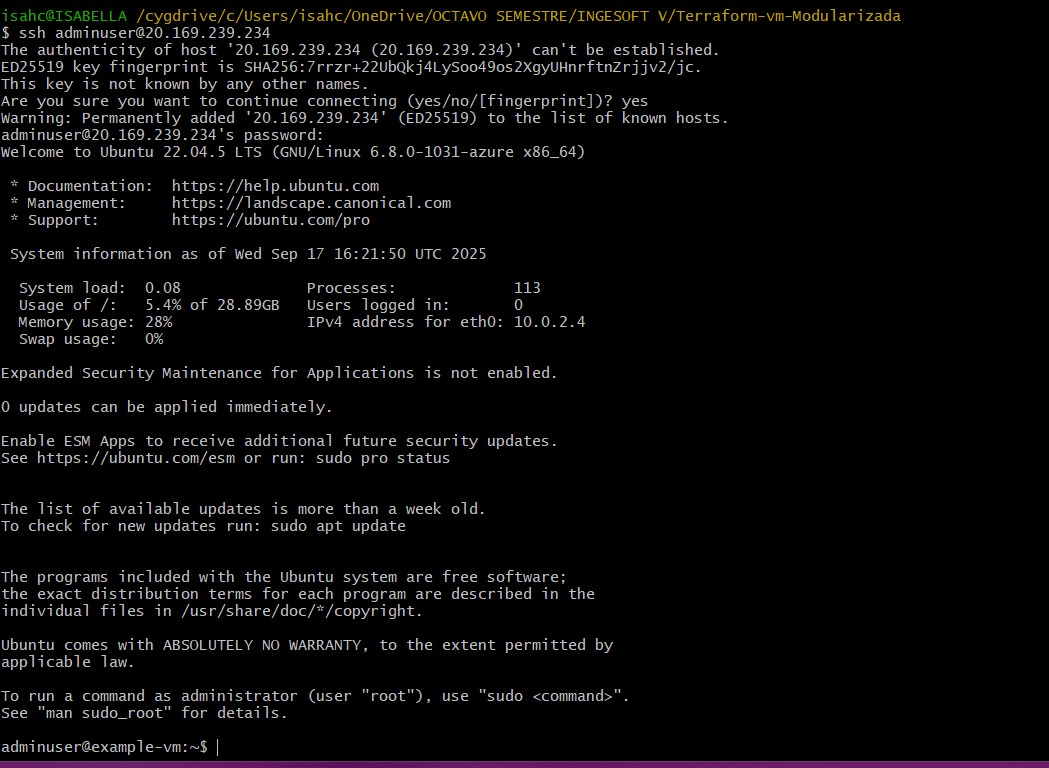 isahc@ISABELLA /cygdrive/c/Users/isahc/OneDrive/OCTAVO SEMESTRE/INGESOFT V/Terraform-vm-Modularizada
$ ssh adminuser@20.169.239.234
The authenticity of host '20.169.239.234 (20.169.239.234)' can't be established.
ED25519 key fingerprint is SHA256:7rrzr+22UbQkj4LySoo49os2XgyUHnrftnZrjjv2/jc.
This key is not known by any other names.
Are you sure you want to continue connecting (yes/no/[fingerprint])? yes
Warning: Permanently added '20.169.239.234' (ED25519) to the list of known hosts.
adminuser@20.169.239.234's password:
Welcome to Ubuntu 22.04.5 LTS (GNU/Linux 6.8.0-1031-azure x86_64)

 * Documentation:  https://help.ubuntu.com
 * Management:     https://landscape.canonical.com
 * Support:        https://ubuntu.com/pro

 System information as of Wed Sep 17 16:21:50 UTC 2025

  System load:  0.08              Processes:             113
  Usage of /:   5.4% of 28.89GB   Users logged in:       0
  Memory usage: 28%               IPv4 address for eth0: 10.0.2.4
  Swap usage:   0%

Expanded Security Maintenance for Applications is not enabled.

0 updates can be applied immediately.

Enable ESM Apps to receive additional future security updates.
See https://ubuntu.com/esm or run: sudo pro status

The list of available updates is more than a week old.
To check for new updates run: sudo apt update

The programs included with the Ubuntu system are free software;
the exact distribution terms for each program are described in the
individual files in /usr/share/doc/*/copyright.

Ubuntu comes with ABSOLUTELY NO WARRANTY, to the extent permitted by
applicable law.

To run a command as administrator (user "root"), use "sudo <command>".
See "man sudo_root" for details.

adminuser@example-vm:~$